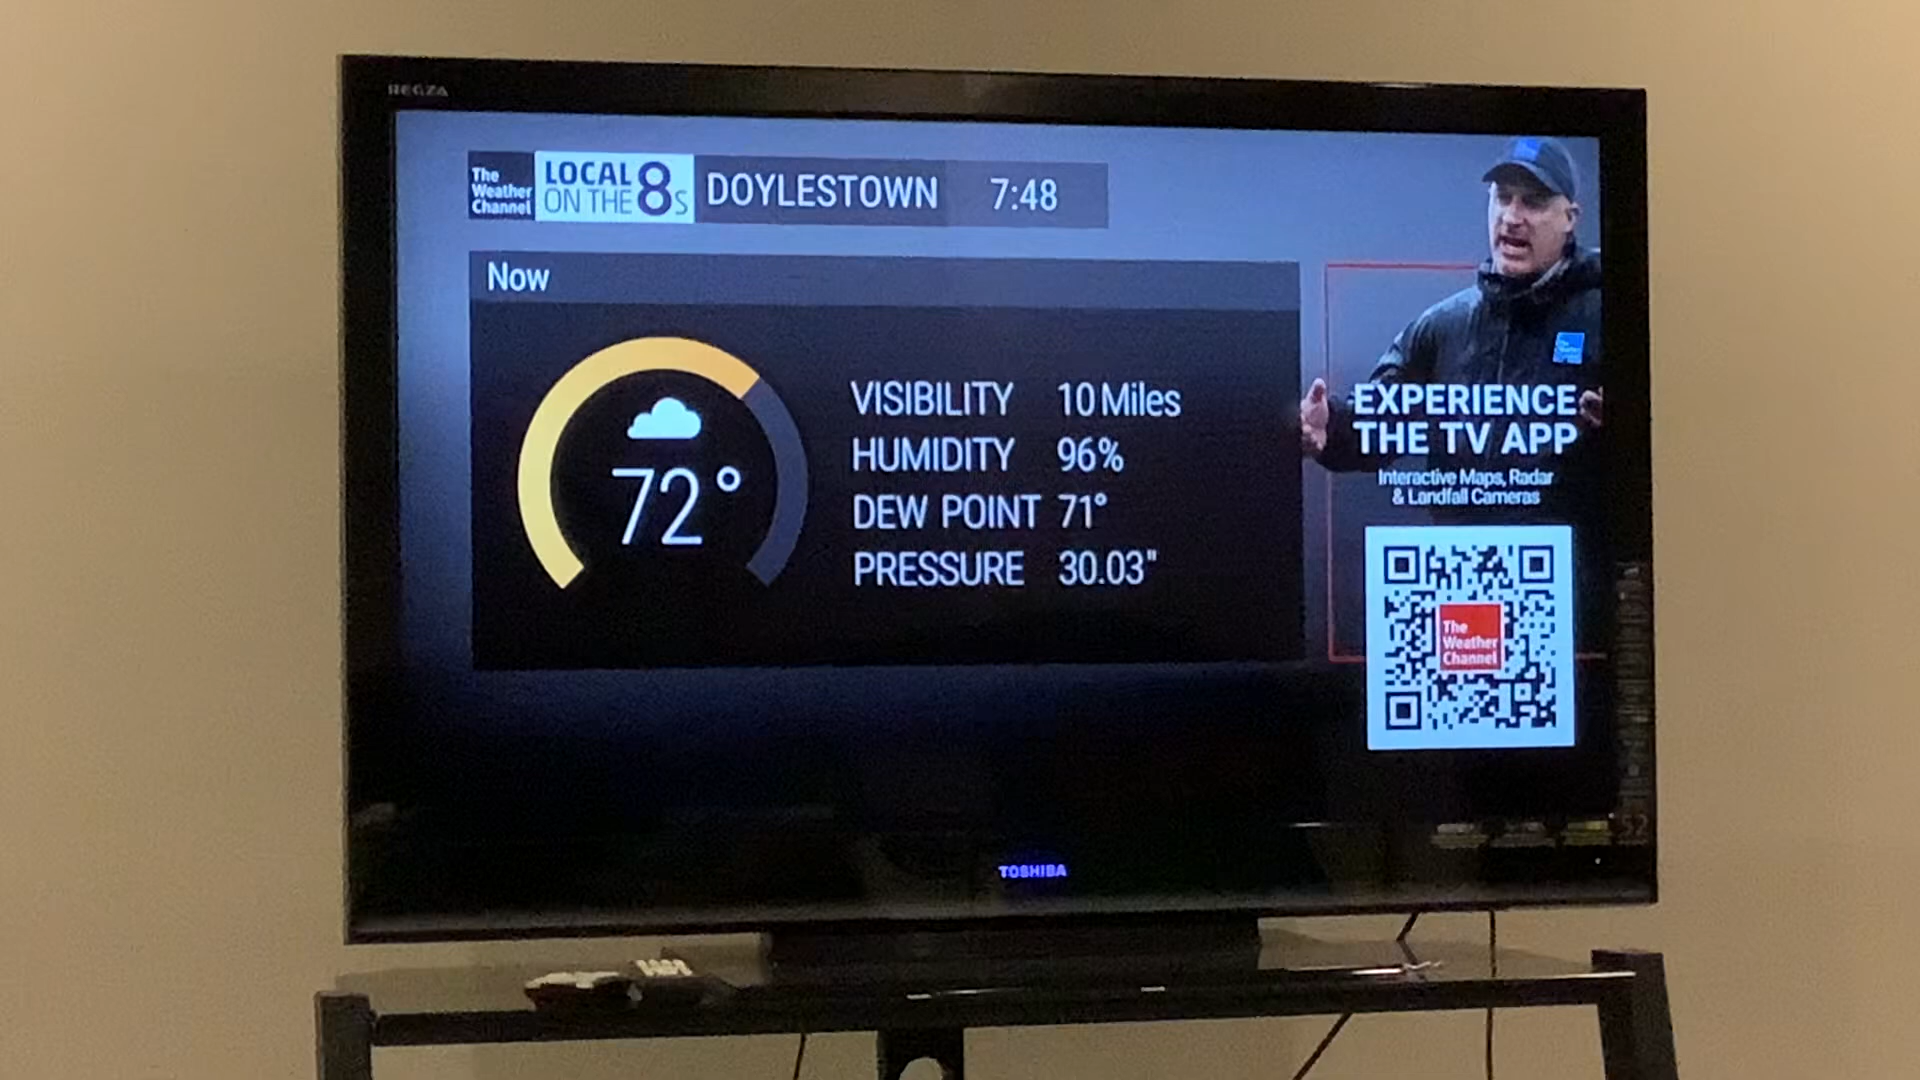 REGZA
The
Weather
Channel
LOCAL
ON THE 8s
DOYLESTOWN 7:48
Now
72°
VISIBILITY 10 Miles
HUMIDITY 96%
DEW POINT 71°
PRESSURE 30.03"
EXPERIENCE
THE TV APP
Interactive Maps, Radar
& Landfall Cameras
The
Weather
Channel
TOSHIBA
52